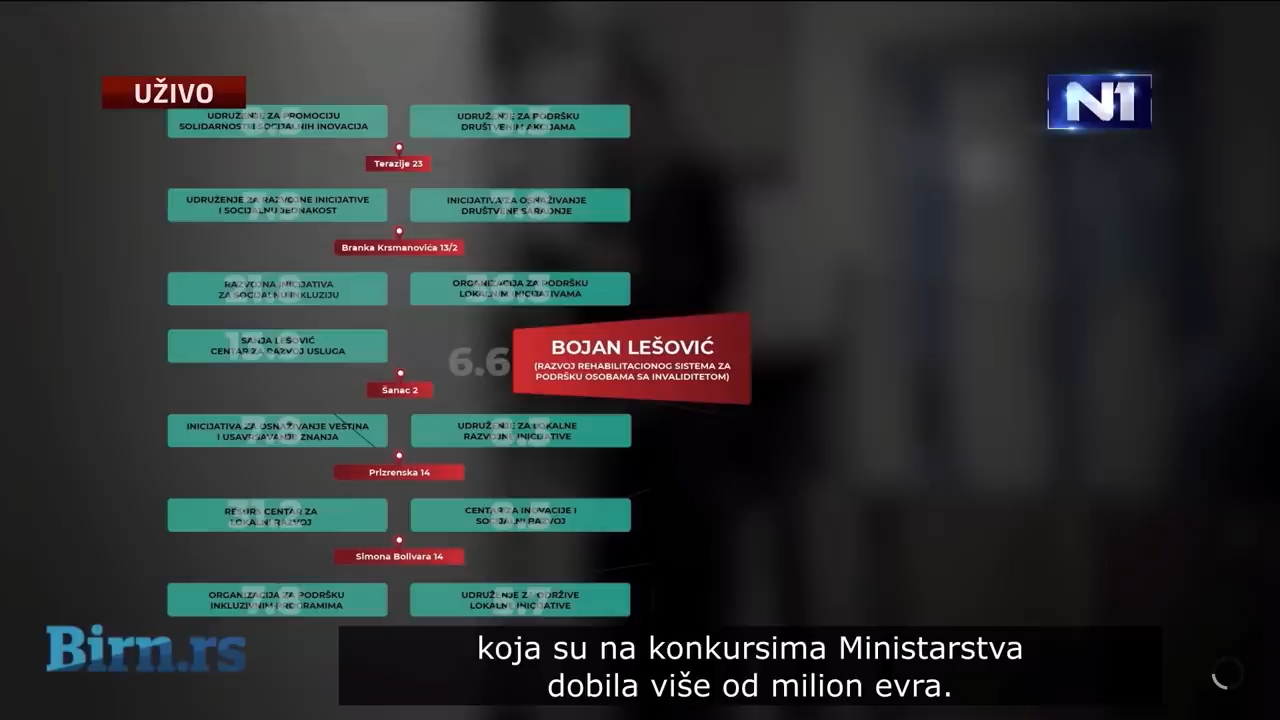 UŽIVO
N1
UDRUŽENJE ZA PROMOCIJU
SOLIDARNOSTI I SOCIJALNIH INOVACIJA
UDRUŽENJE ZA PODRŠKU
DRUŠTVENIM AKCIJAMA
Terazije 23
UDRUŽENJE ZA RAZVOJNE INICIJATIVE
I SOCIJALNU JEDNAKOST
INICIJATIVA ZA OSNAŽIVANJE
DRUŠTVENE SARADNJE
Branka Krsmanovića 13/2
RAZVOJNA INICIJATIVA
ZA SOCIJALNU INKLUZIJU
ORGANIZACIJA ZA PODRŠKU
LOKALNIM INICIJATIVAMA
SANJA LEŠOVIĆ
CENTAR ZA RAZVOJ USLUGA
6.6
BOJAN LEŠOVIĆ
(RAZVOJ REHABILITACIONOG SISTEMA ZA
PODRŠKU OSOBAMA SA INVALIDITETOM)
Šanac 2
INICIJATIVA ZA OSNAŽIVANJE VEŠTINA
I USAVRŠAVANJE ZNANJA
UDRUŽENJE ZA LOKALNE
RAZVOJNE INICIJATIVE
Prizrenska 14
RESURS CENTAR ZA
LOKALNI RAZVOJ
CENTAR ZA INOVACIJE I
SOCIJALNI RAZVOJ
Simona Bolivara 14
ORGANIZACIJA ZA PODRŠKU
INKLUZIVNIM PROGRAMIMA
UDRUŽENJE ZA ODRŽIVE
LOKALNE INICIJATIVE
Birn.rs
koja su na konkursima Ministarstva
dobila više od milion evra.